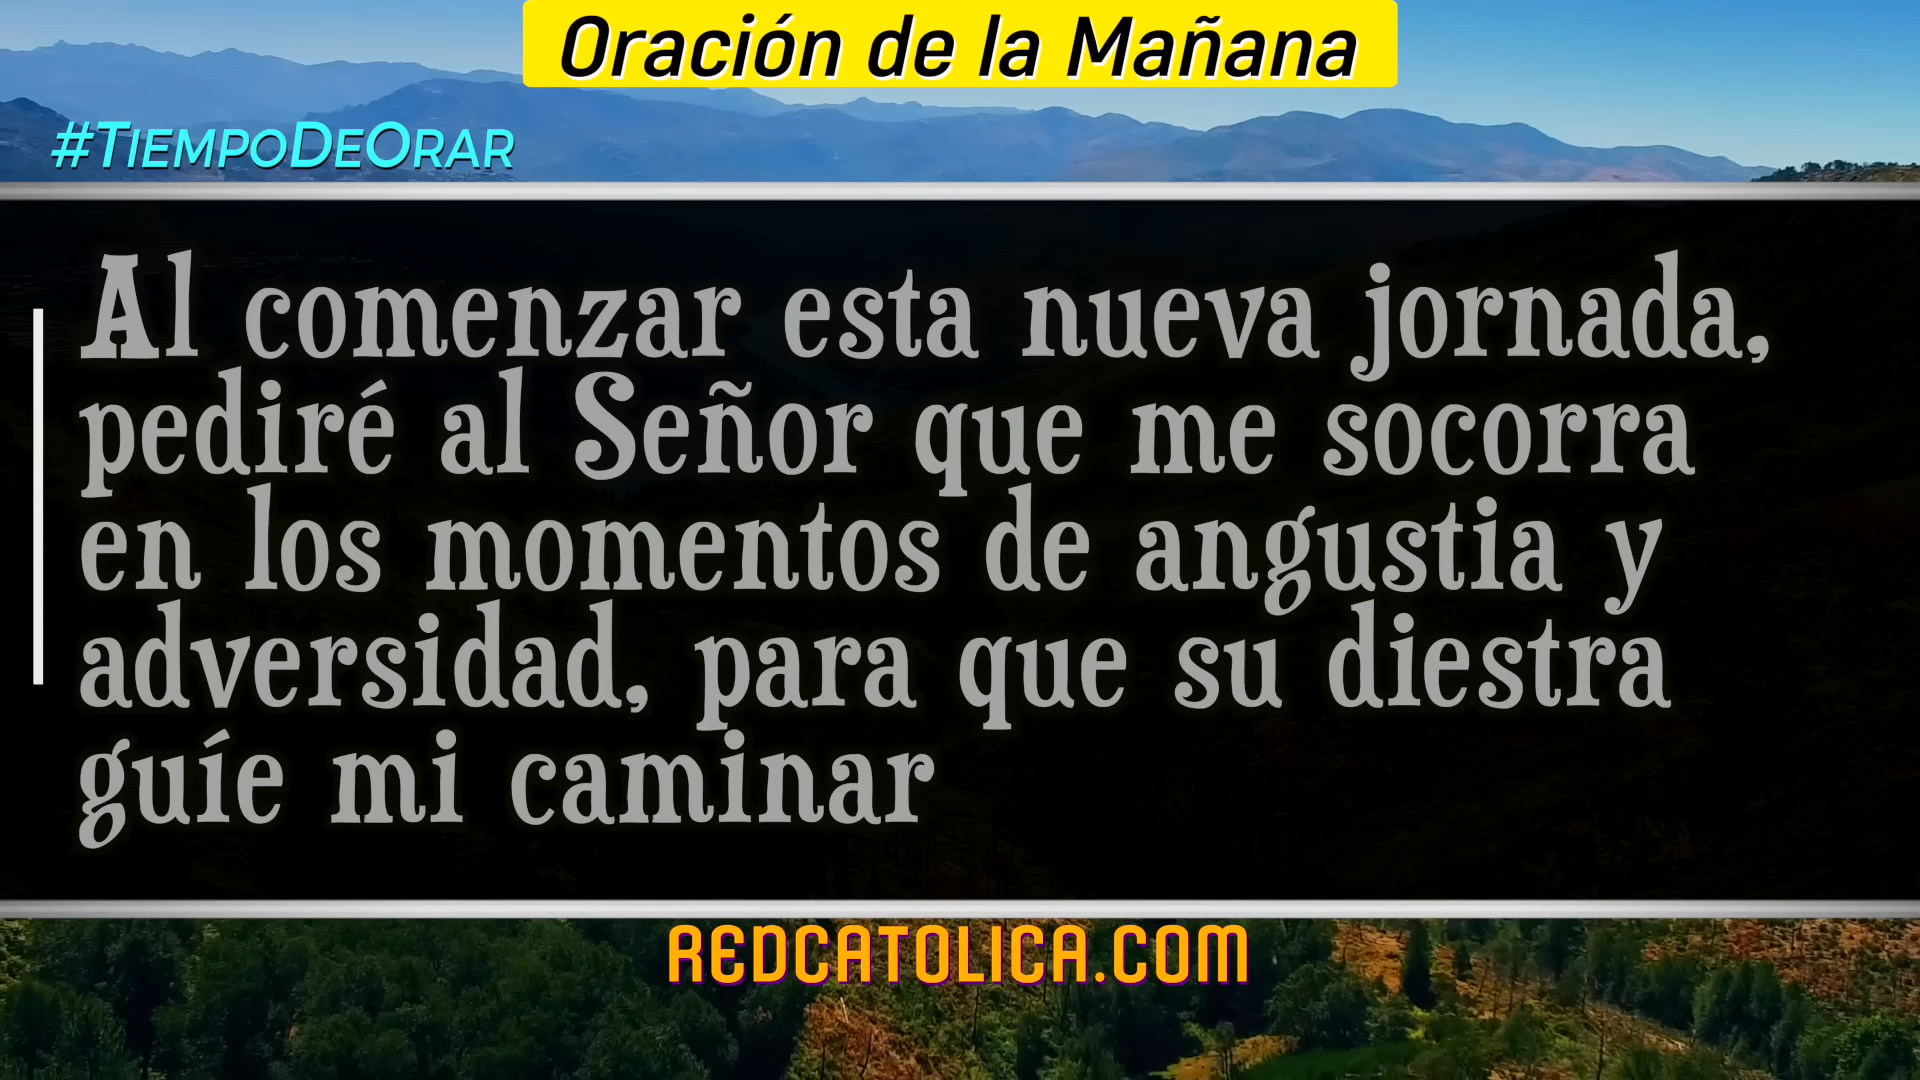 Oración de la Mañana
#TiempoDeOrar
Al comenzar esta nueva jornada,
pediré al Señor que me socorra
en los momentos de angustia y
adversidad, para que su diestra
guíe mi caminar
REDCATOLICA.COM